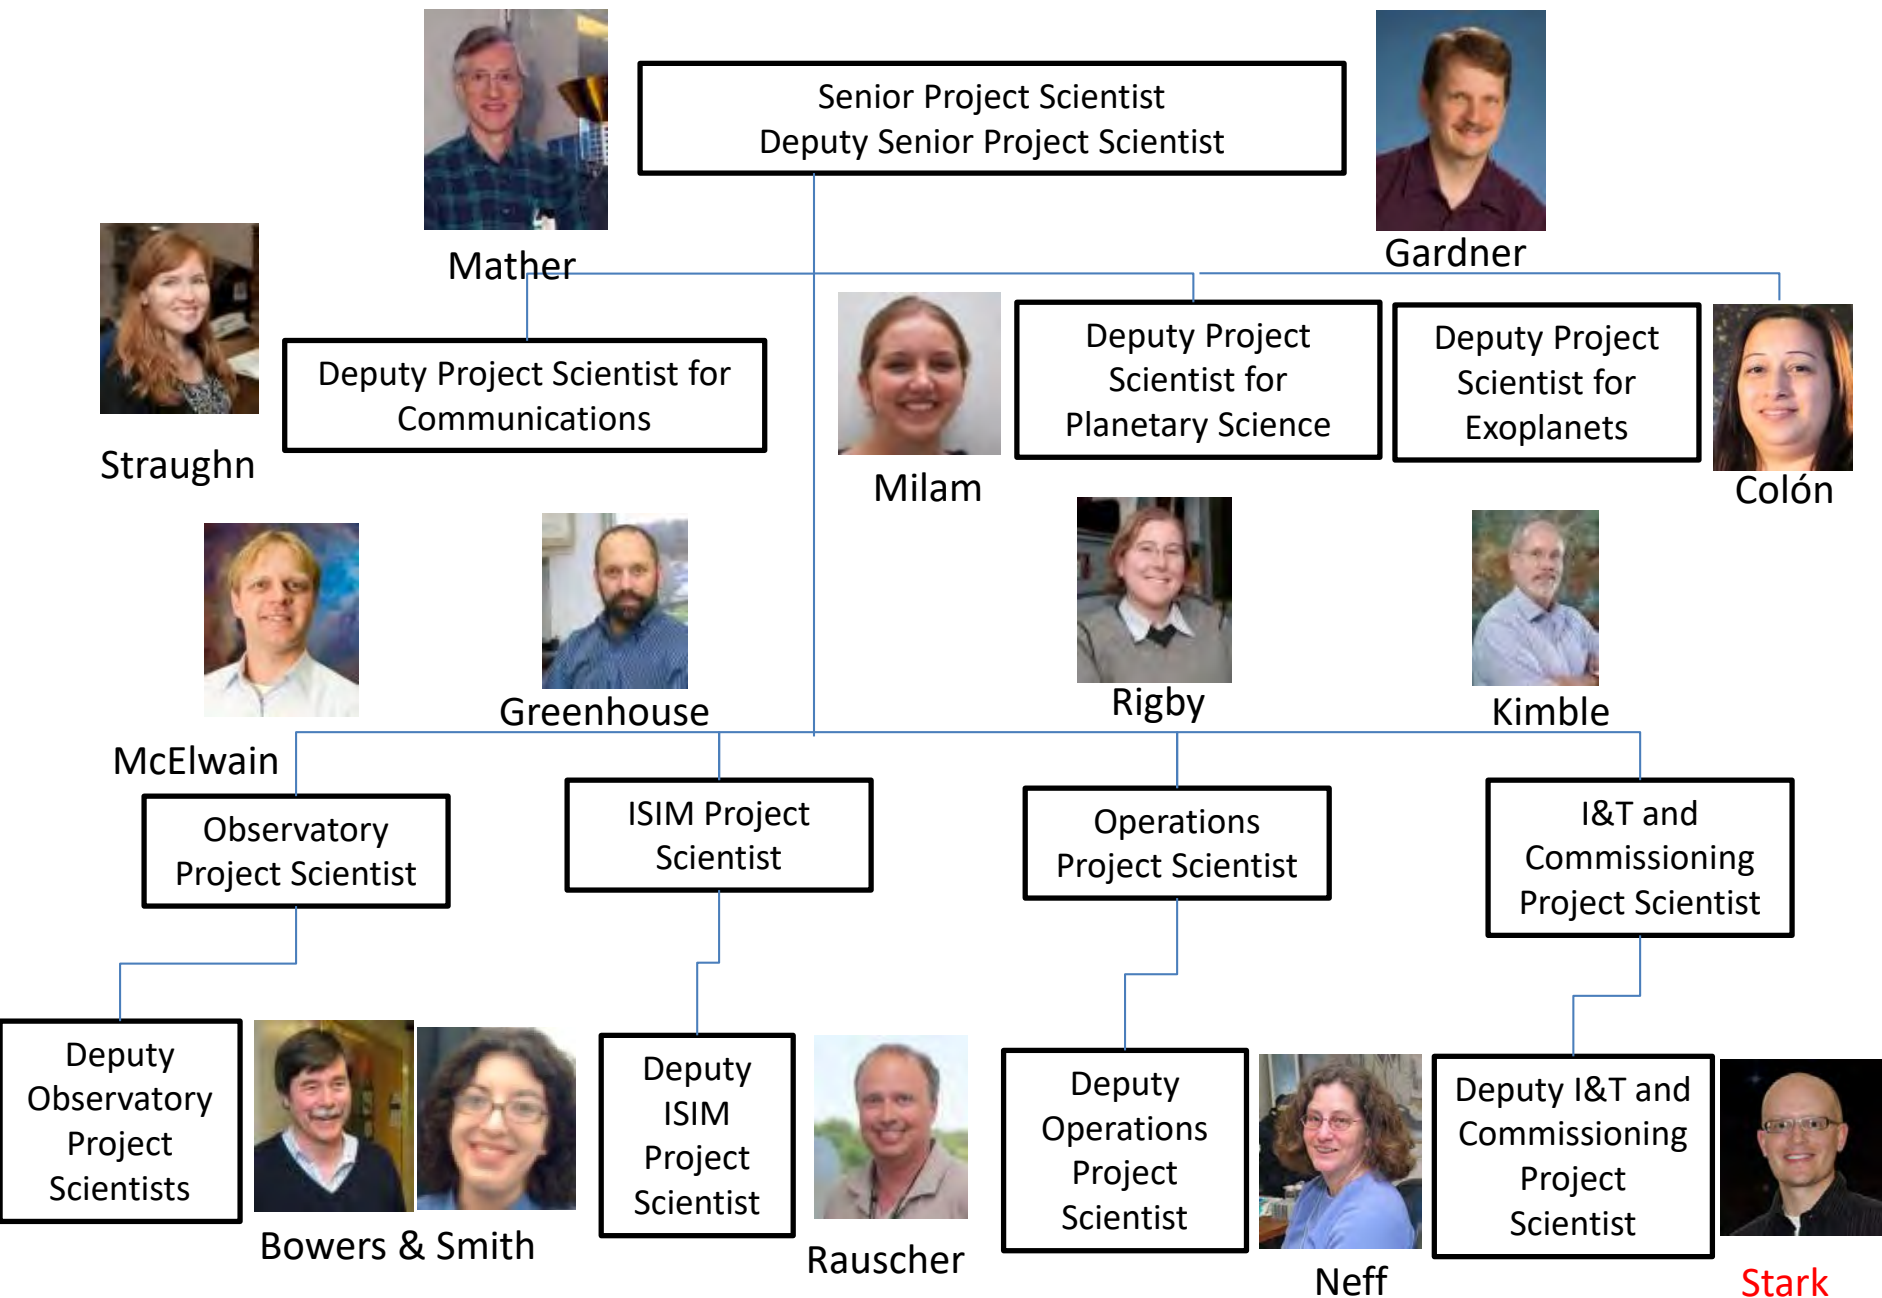 Senior Project Scientist
Deputy Senior Project Scientist
Mather
Gardner
Straughn
Deputy Project Scientist for
Communications
Milam
Deputy Project
Scientist for
Planetary Science
Deputy Project
Scientist for
Exoplanets
Colón
McElwain
Greenhouse
Rigby
Kimble
Observatory
Project Scientist
ISIM Project
Scientist
Operations
Project Scientist
I&T and
Commissioning
Project Scientist
Deputy
Observatory
Project
Scientists
Bowers & Smith
Deputy
ISIM
Project
Scientist
Rauscher
Deputy
Operations
Project
Scientist
Neff
Deputy I&T and
Commissioning
Project
Scientist
Stark